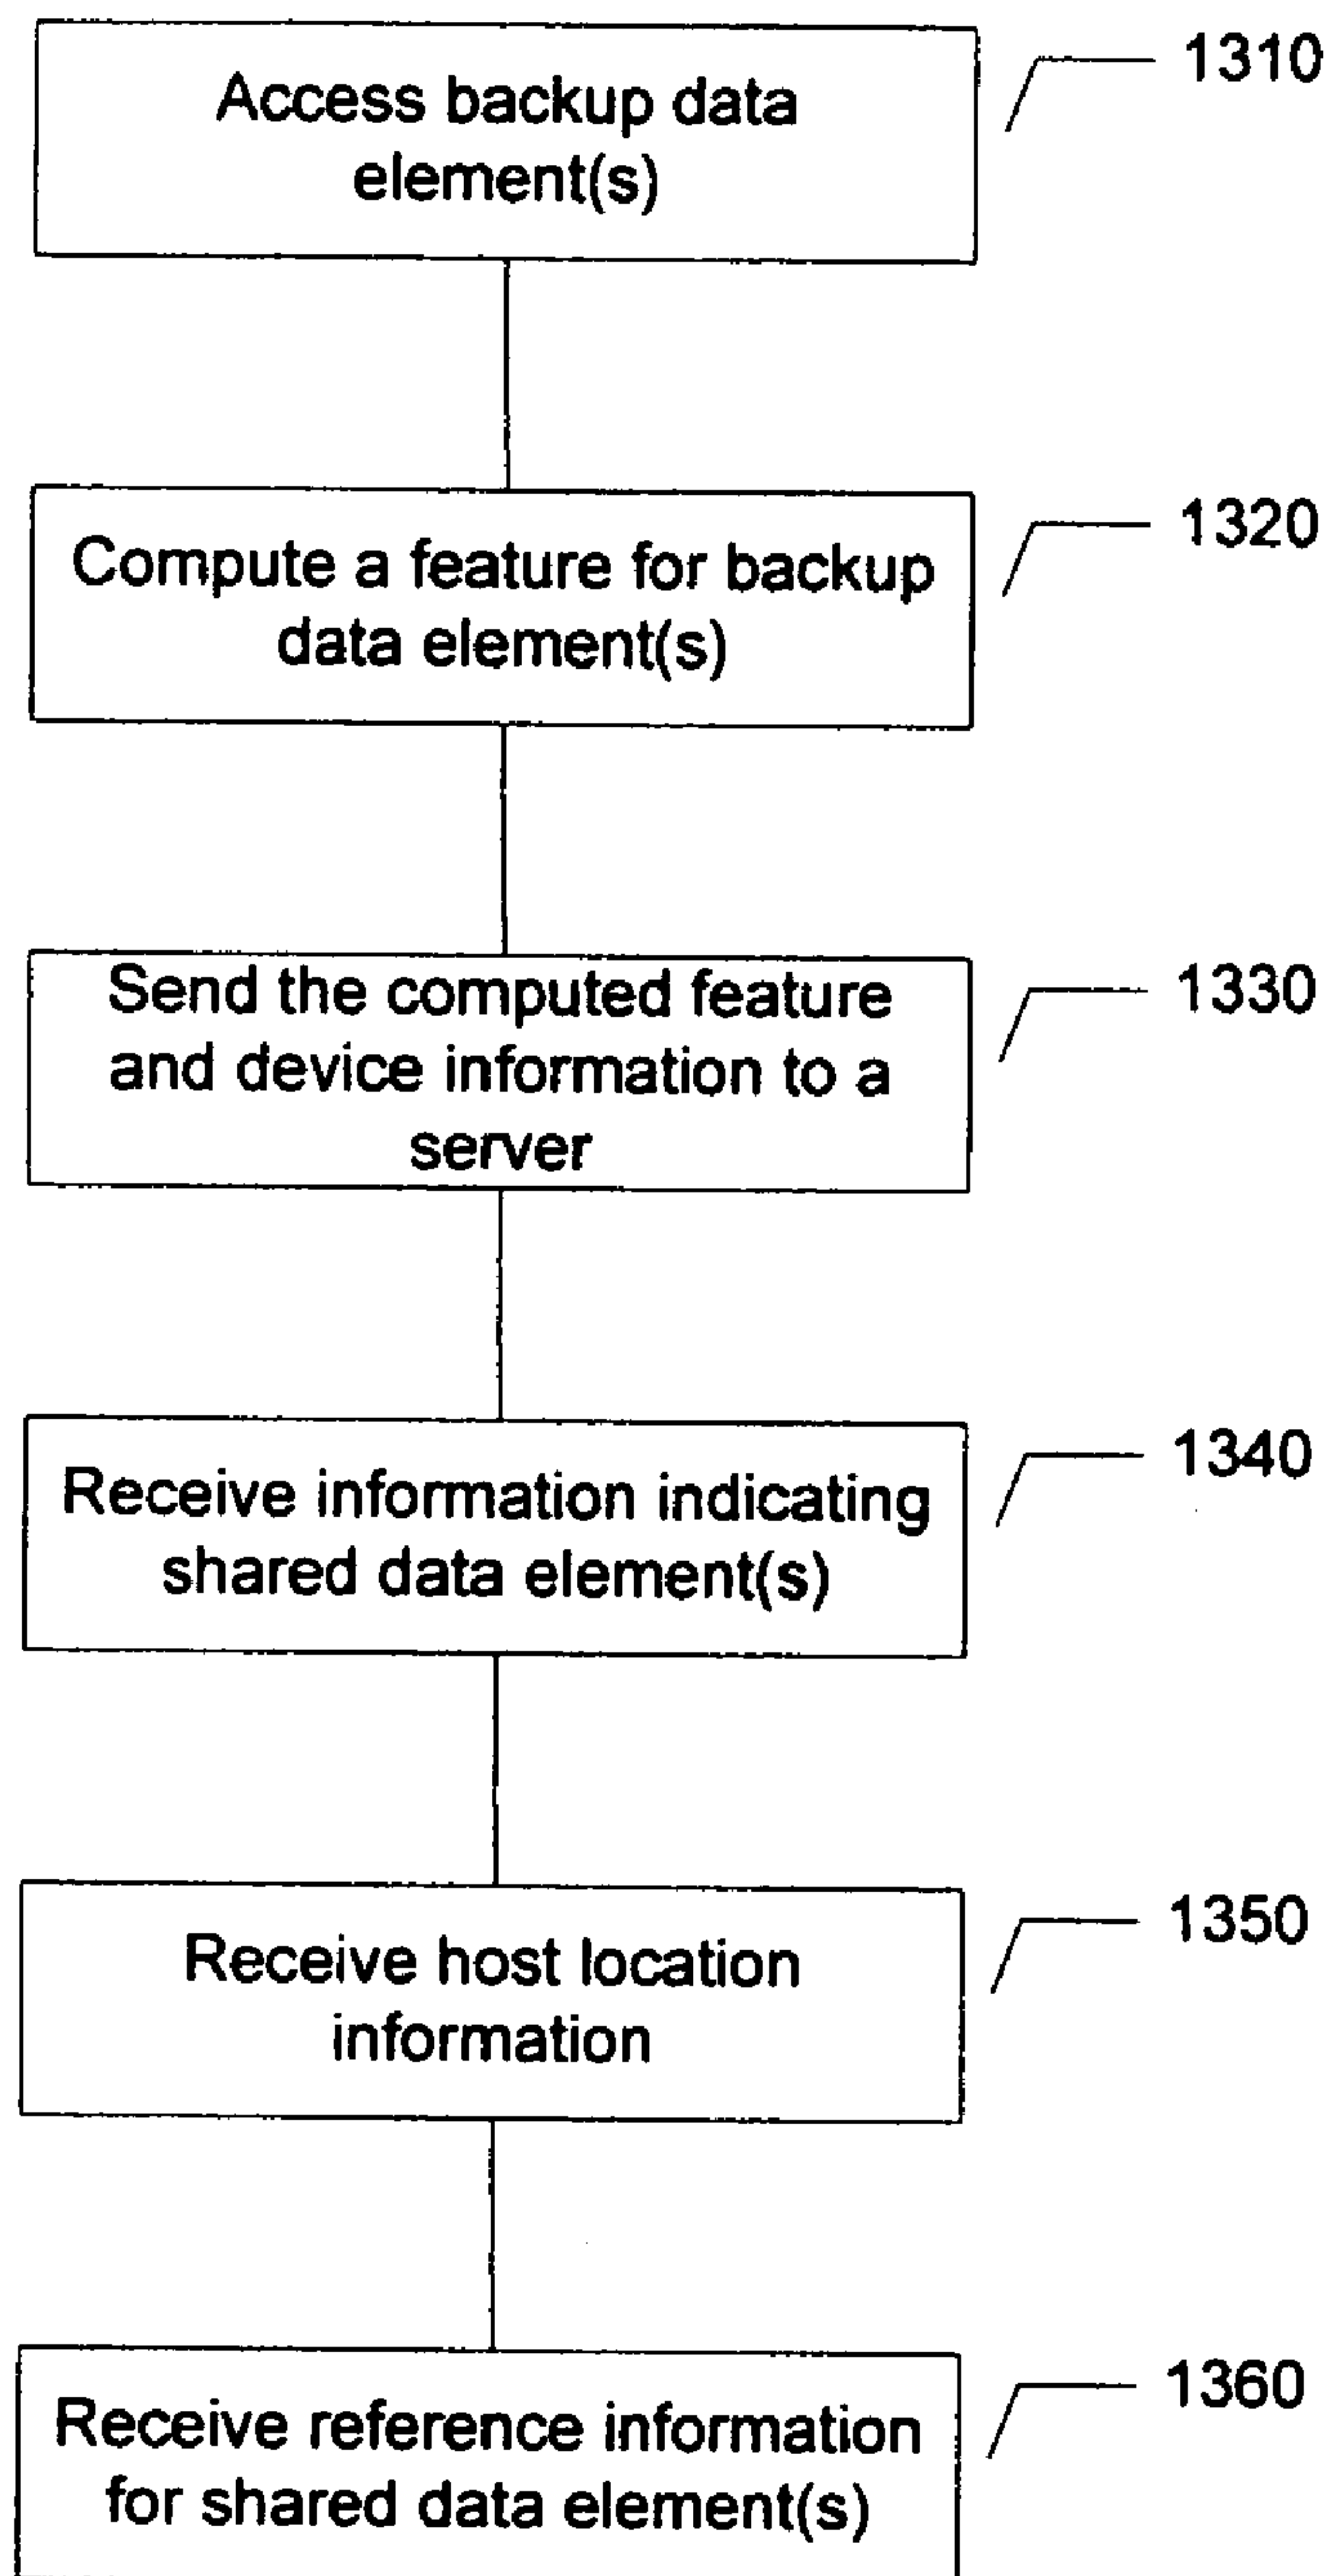 Access backup data
element(s)
1310
Compute a feature for backup
data element(s)
1320
Send the computed feature
and device information to a
server
1330
Receive information indicating
shared data element(s)
1340
Receive host location
information
1350
Receive reference information
for shared data element(s)
1360